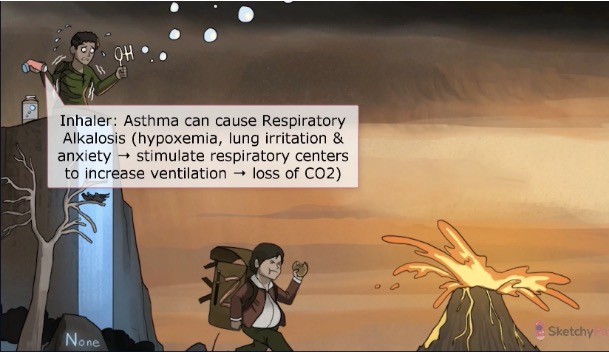 OH
Inhaler: Asthma can cause Respiratory
Alkalosis (hypoxemia, lung irritation &
anxiety → stimulate respiratory centers
to increase ventilation → loss of CO2)
None
Sketchy